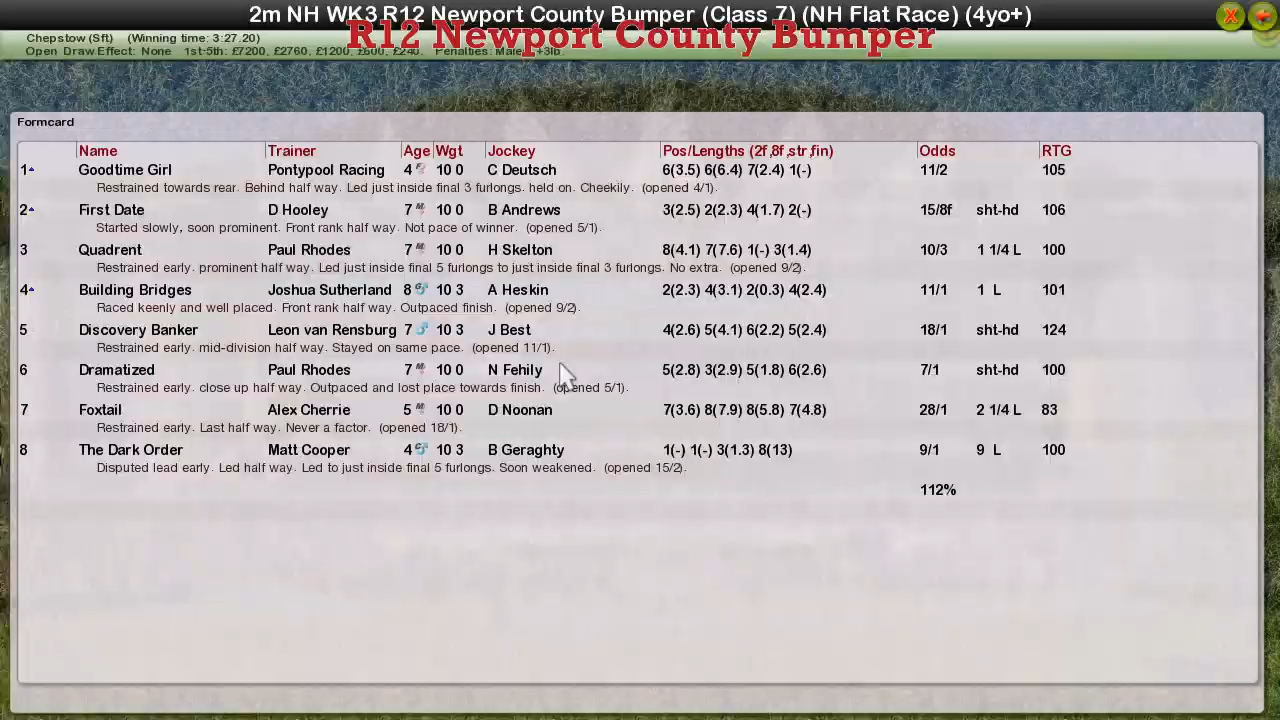 2m NH WK3 R12 Newport County Bumper (Class 7) (NH Flat Race) (4yo+)
R12 Newport County Bumper
Chepstow (Sft) (Winning time: 3:27.20)
Open Draw Effect: None 1st-5th: £7200, £2760, £1200, £600, £240. Penalties: Male, +3lb
Formcard
Name Trainer Age Wgt Jockey Pos/Lengths (2f,8f,str,fin) Odds RTG
1 Goodtime Girl Pontypool Racing 4 10 0 C Deutsch 6(3.5) 6(6.4) 7(2.4) 1(-) 11/2 105
Restrained towards rear. Behind half way. Led just inside final 3 furlongs. held on. Cheekily. (opened 4/1).
2 First Date D Hooley 7 10 0 B Andrews 3(2.5) 2(2.3) 4(1.7) 2(-) 15/8f sht-hd 106
Started slowly, soon prominent. Front rank half way. Not pace of winner. (opened 5/1).
3 Quadrent Paul Rhodes 7 10 0 H Skelton 8(4.1) 7(7.6) 1(-) 3(1.4) 10/3 1 1/4 L 100
Restrained early. prominent half way. Led just inside final 5 furlongs to just inside final 3 furlongs. No extra. (opened 9/2).
4 Building Bridges Joshua Sutherland 8 10 3 A Heskin 2(2.3) 4(3.1) 2(0.3) 4(2.4) 11/1 1 L 101
Raced keenly and well placed. Front rank half way. Outpaced finish. (opened 9/2).
5 Discovery Banker Leon van Rensburg 7 10 3 J Best 4(2.6) 5(4.1) 6(2.2) 5(2.4) 18/1 sht-hd 124
Restrained early. mid-division half way. Stayed on same pace. (opened 11/1).
6 Dramatized Paul Rhodes 7 10 0 N Fehily 5(2.8) 3(2.9) 5(1.8) 6(2.6) 7/1 sht-hd 100
Restrained early. close up half way. Outpaced and lost place towards finish. (opened 5/1).
7 Foxtail Alex Cherrie 5 10 0 D Noonan 7(3.6) 8(7.9) 8(5.8) 7(4.8) 28/1 2 1/4 L 83
Restrained early. Last half way. Never a factor. (opened 18/1).
8 The Dark Order Matt Cooper 4 10 3 B Geraghty 1(-) 1(-) 3(1.3) 8(13) 9/1 9 L 100
Disputed lead early. Led half way. Led to just inside final 5 furlongs. Soon weakened. (opened 15/2).
112%